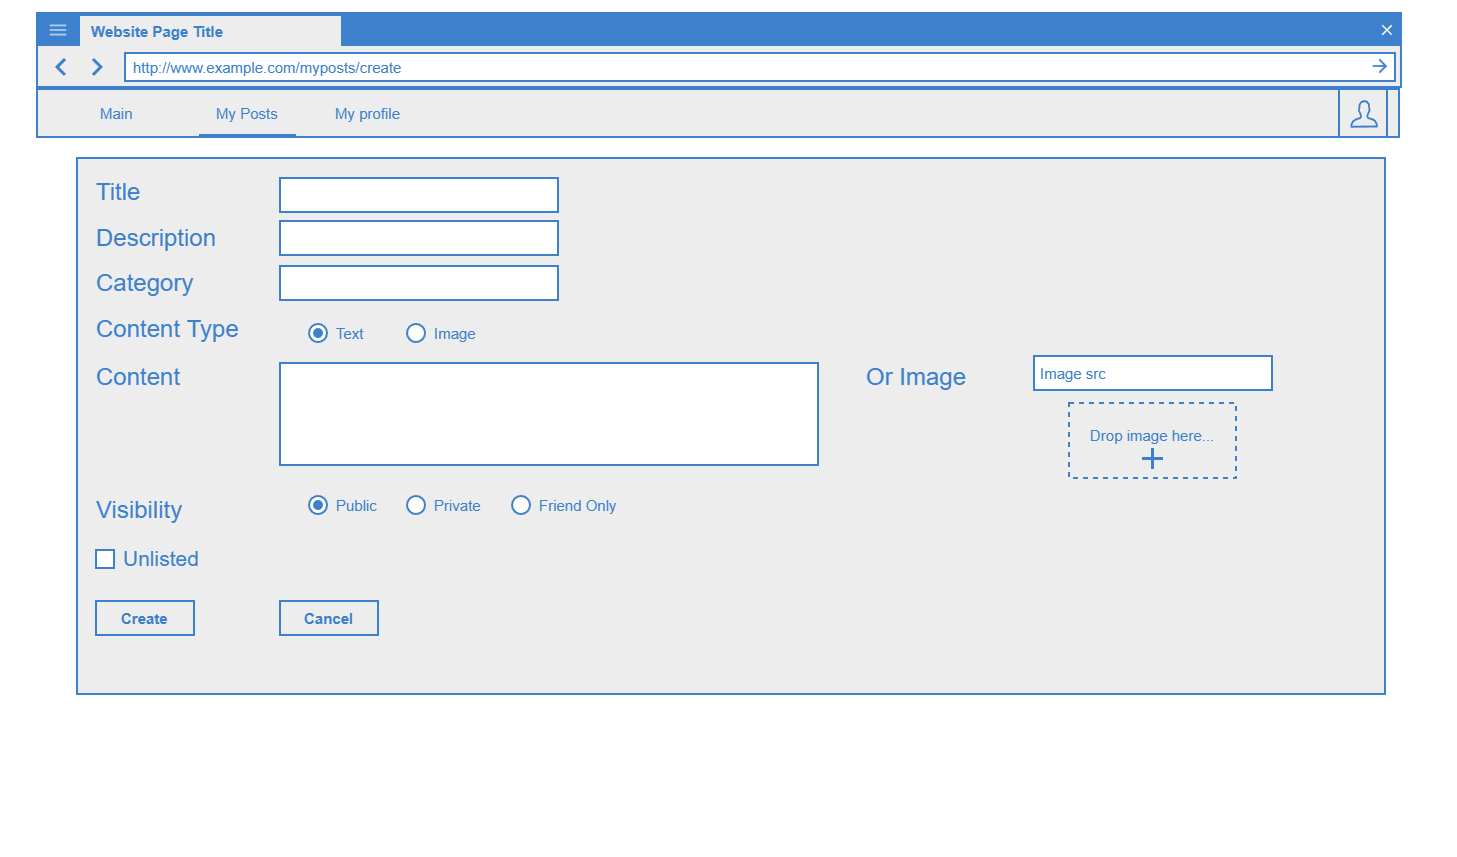 Website Page Title
http://www.example.com/myposts/create
Main My Posts My profile
Title
Description
Category
Content Type Text Image
Content Or Image Image src
Drop image here...
Visibility Public Private Friend Only
Unlisted
Create Cancel